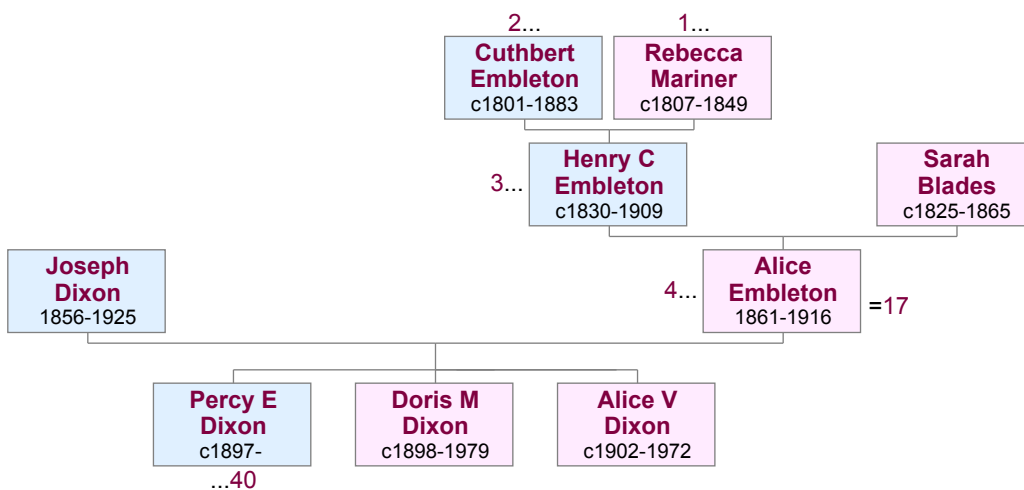 2...
1...
Cuthbert
Embleton
c1801-1883
Rebecca
Mariner
c1807-1849
3...
Henry C
Embleton
c1830-1909
Sarah
Blades
c1825-1865
Joseph
Dixon
1856-1925
4...
Alice
Embleton
1861-1916
=17
Percy E
Dixon
c1897-
Doris M
Dixon
c1898-1979
Alice V
Dixon
c1902-1972
...40